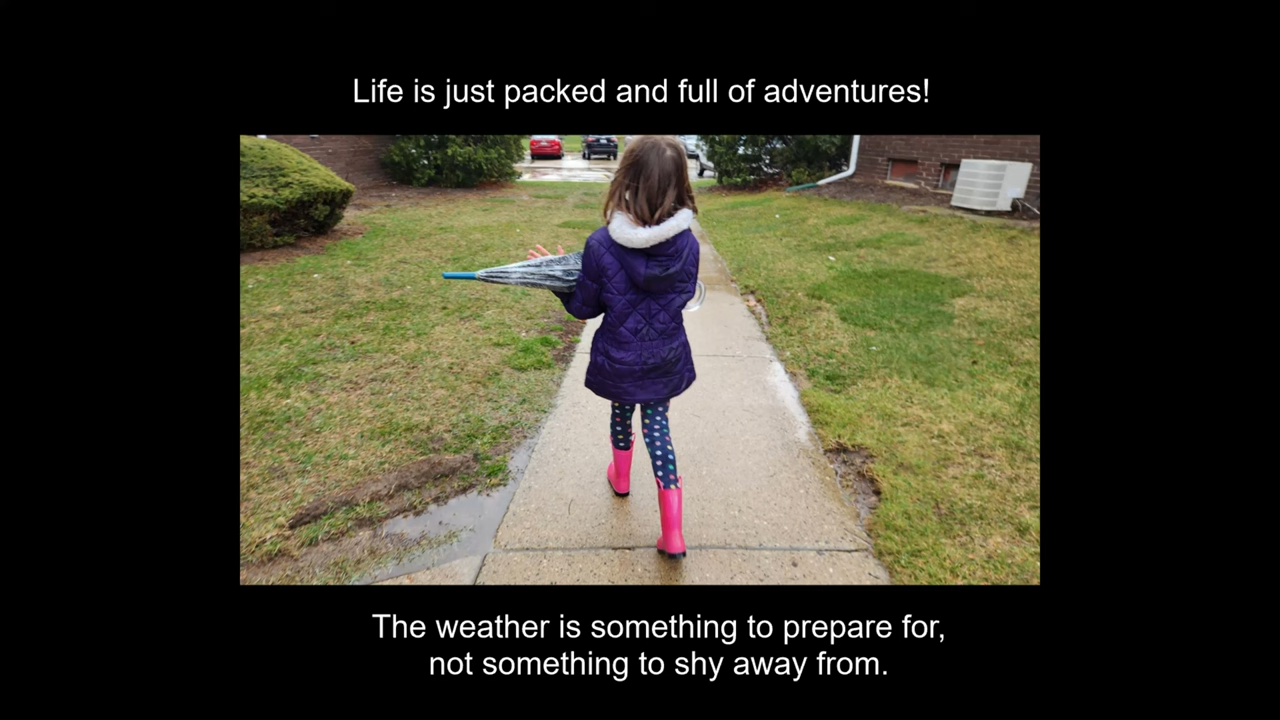 Life is just packed and full of adventures!
The weather is something to prepare for,
not something to shy away from.